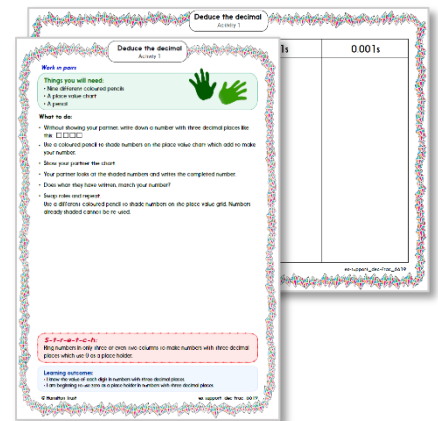 Deduce the decimal
Activity 1
1s
0.001s
Deduce the decimal
Activity 1
Work in pairs
Things you will need:
• Nine different coloured pencils
• A place value chart
• A pencil
What to do:
• Without showing your partner, write down a number with three decimal places like
this: □.□□□
• Use a coloured pencil to shade numbers on the place value chart which add to make
your number.
• Show your partner the chart.
• Your partner looks at the shaded numbers and writes the completed number.
• Does what they have written, match your number?
• Swap roles and repeat.
Use a different coloured pencil to shade numbers on the place value grid. Numbers
already shaded cannot be re used.
S-t-r-e-t-c-h:
Ring numbers in only three or even two columns to make numbers with three decimal
places which use 0 as a place holder.
Learning outcomes:
• I know the value of each digit in numbers with three decimal places.
• I am beginning to use zero as a place holder in numbers with three decimal places.
© Hamilton Trust
ex-support_dec-frac_6619
ex-support_dec-frac_6619